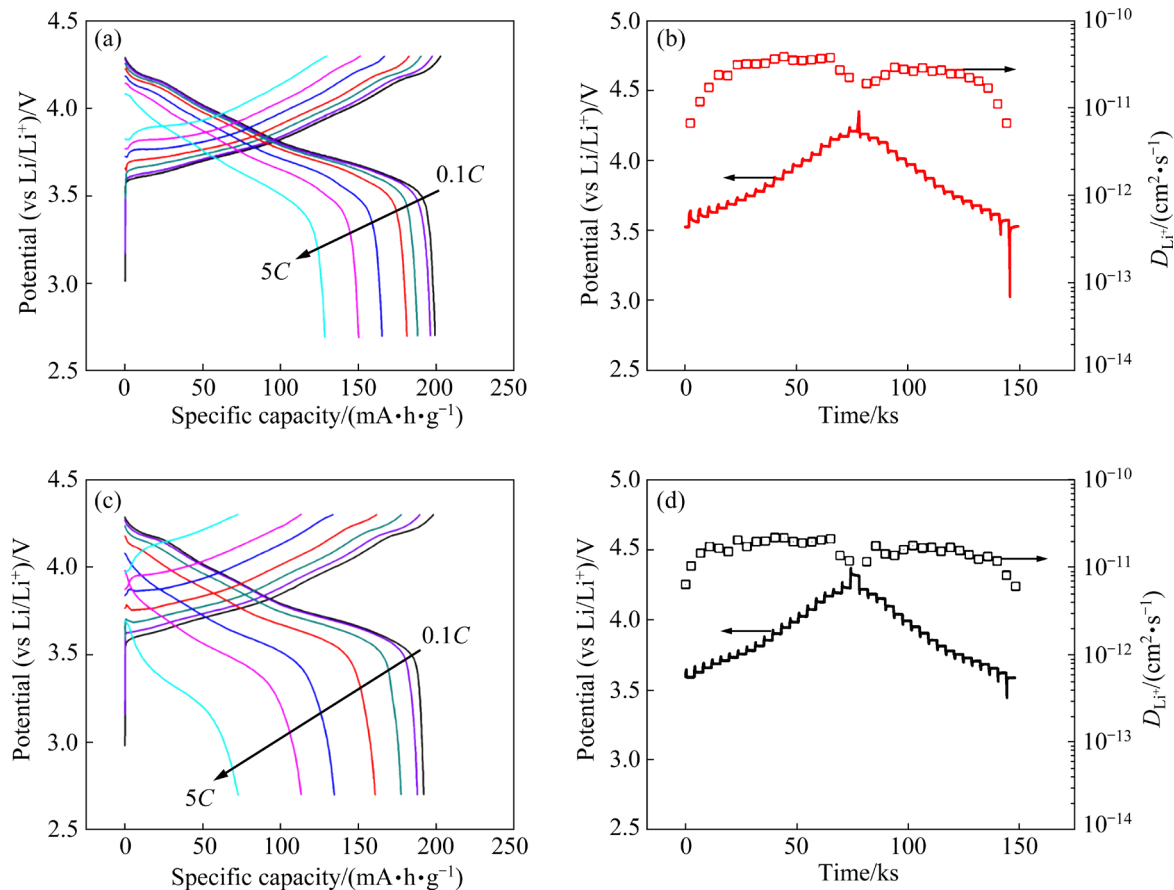 (a)
4.5
4.0
3.5
3.0
2.5
Potential (vs Li/Li⁺)/V
0.1C
5C
0 50 100 150 200 250
Specific capacity/(mA•h•g⁻¹)
(b)
5.0
4.5
4.0
3.5
3.0
2.5
Potential (vs Li/Li⁺)/V
10⁻¹⁰
10⁻¹¹
10⁻¹²
10⁻¹³
10⁻¹⁴
D_Li⁺/(cm²•s⁻¹)
0 50 100 150
Time/ks
(c)
4.5
4.0
3.5
3.0
2.5
Potential (vs Li/Li⁺)/V
0.1C
5C
0 50 100 150 200 250
Specific capacity/(mA•h•g⁻¹)
(d)
5.0
4.5
4.0
3.5
3.0
2.5
Potential (vs Li/Li⁺)/V
10⁻¹⁰
10⁻¹¹
10⁻¹²
10⁻¹³
10⁻¹⁴
D_Li⁺/(cm²•s⁻¹)
0 50 100 150
Time/ks